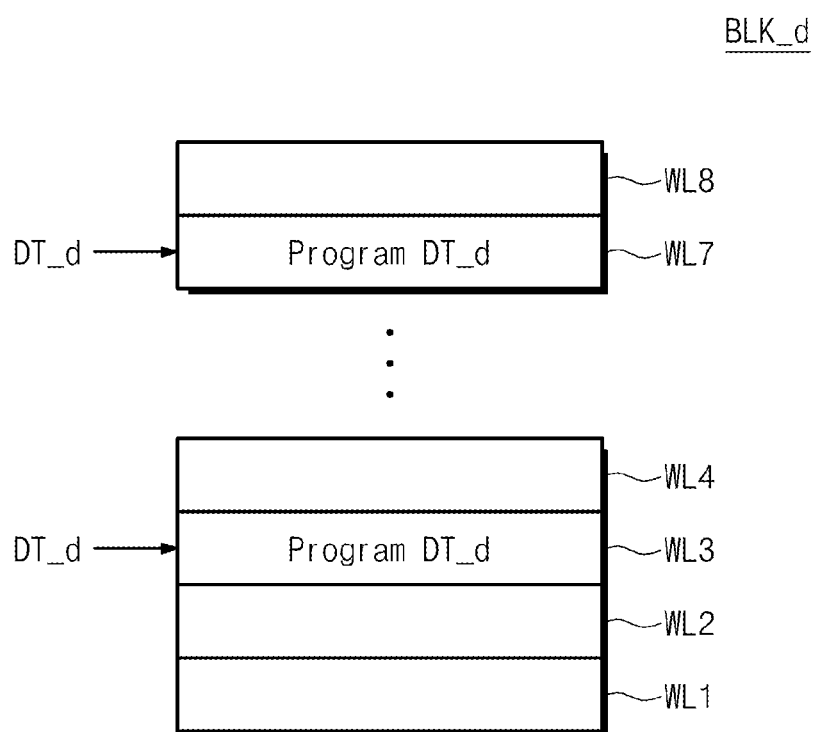 BLK_d
WL8
DT_d Program DT_d WL7
WL4
DT_d Program DT_d WL3
WL2
WL1